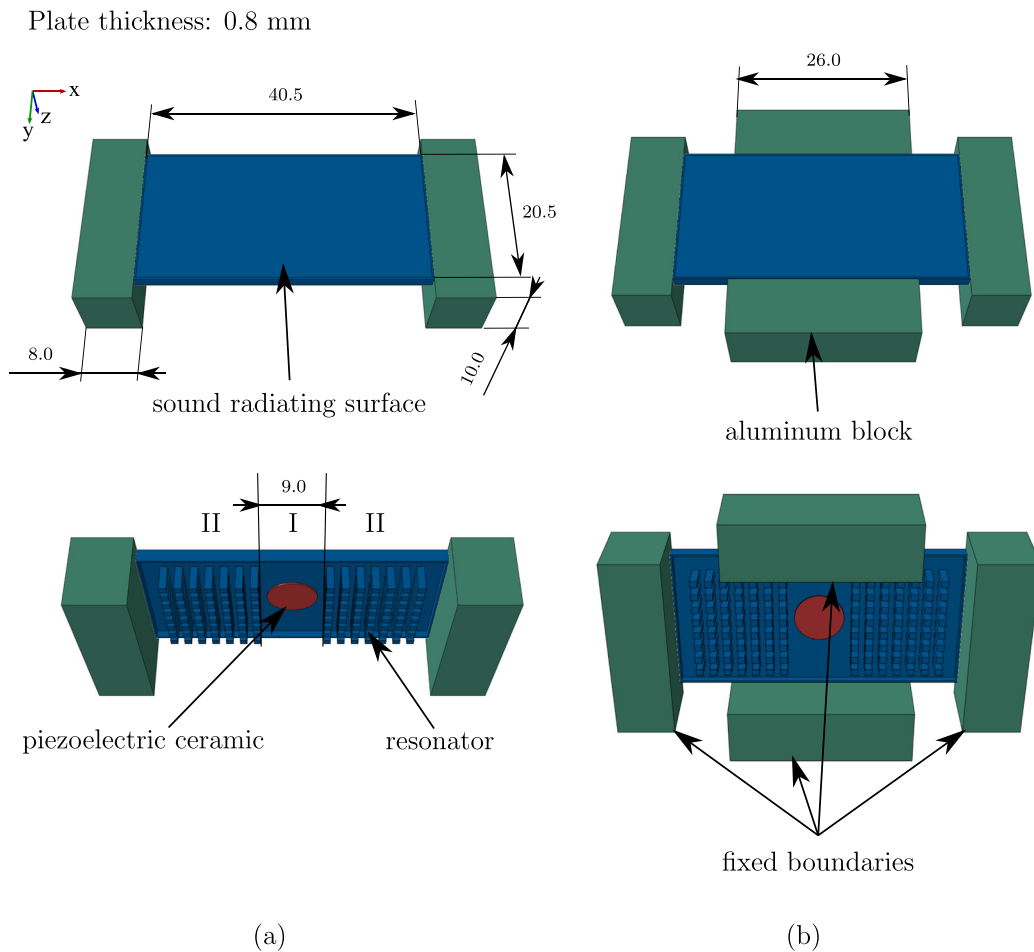 Plate thickness: 0.8 mm
x
y
z
40.5
20.5
10.0
8.0
sound radiating surface
26.0
aluminum block
9.0
II
I
II
piezoelectric ceramic
resonator
fixed boundaries
(a)
(b)